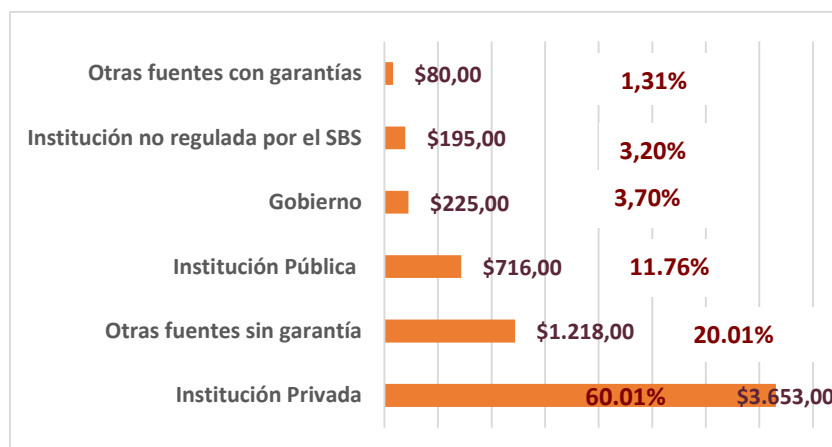 Otras fuentes con garantías $80,00 1,31%
Institución no regulada por el SBS $195,00 3,20%
Gobierno $225,00 3,70%
Institución Pública $716,00 11.76%
Otras fuentes sin garantía $1.218,00 20.01%
Institución Privada 60.01% $3.653,00